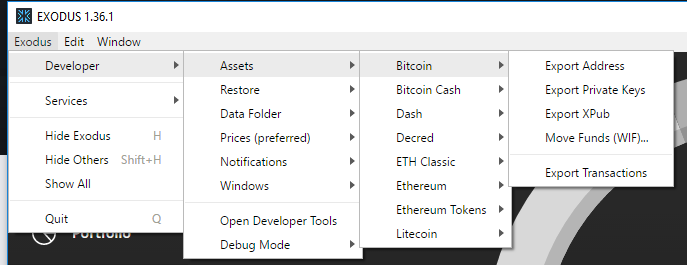 EXODUS 1.36.1
Exodus Edit Window
Developer
Services
Hide Exodus H
Hide Others Shift+H
Show All
Quit Q
Assets
Restore
Data Folder
Prices (preferred)
Notifications
Windows
Open Developer Tools
Debug Mode
Bitcoin
Bitcoin Cash
Dash
Decred
ETH Classic
Ethereum
Ethereum Tokens
Litecoin
Export Address
Export Private Keys
Export XPub
Move Funds (WIF)...
Export Transactions
Portfolio